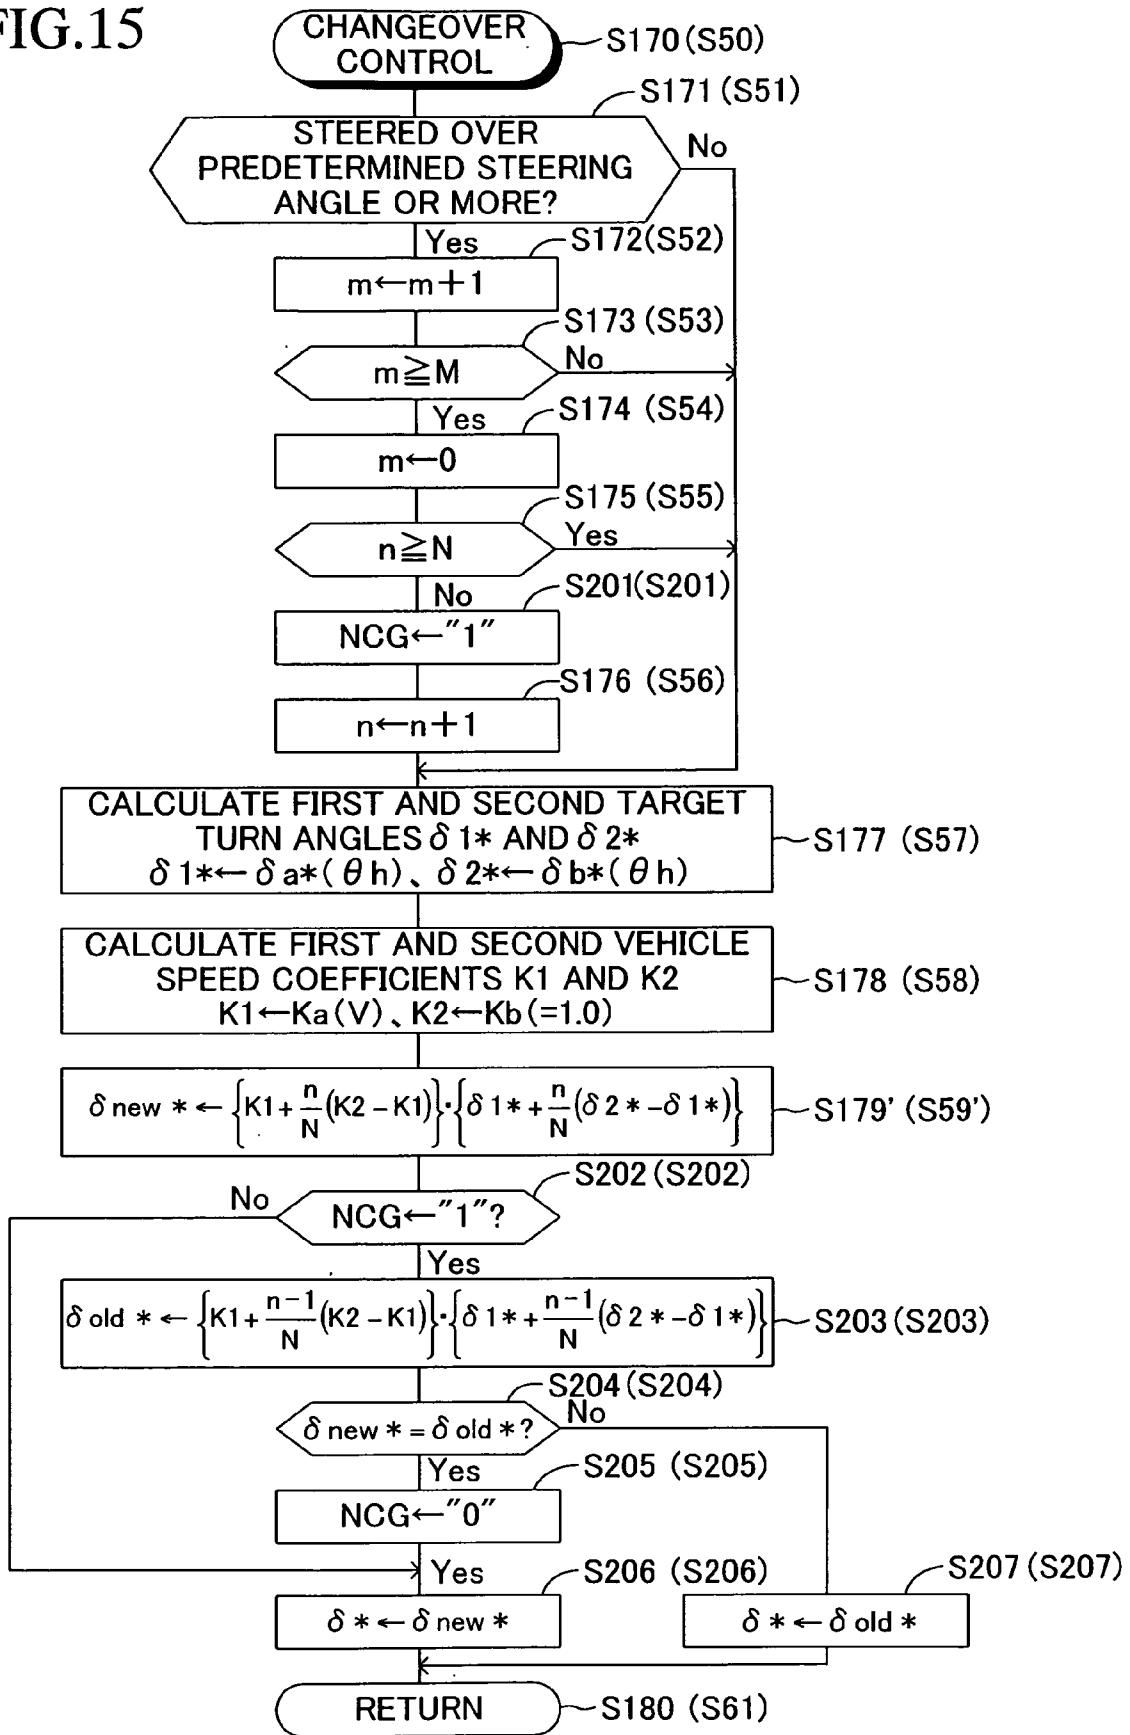 FIG.15
CHANGEOVER
CONTROL
S170 (S50)
S171 (S51)
STEERED OVER
PREDETERMINED STEERING
ANGLE OR MORE?
No
Yes
S172(S52)
m←m+1
S173 (S53)
m≧M
No
Yes
S174 (S54)
m←0
S175 (S55)
n≧N
Yes
No
S201(S201)
NCG←"1"
S176 (S56)
n←n+1
CALCULATE FIRST AND SECOND TARGET
TURN ANGLES δ1* AND δ2*
δ1*←δa*(θh)、δ2*←δb*(θh)
S177 (S57)
CALCULATE FIRST AND SECOND VEHICLE
SPEED COEFFICIENTS K1 AND K2
K1←Ka(V)、K2←Kb(=1.0)
S178 (S58)
δ new * ← {K1 + n/N (K2 − K1)}·{δ1* + n/N (δ2* − δ1*)}
S179' (S59')
S202 (S202)
No
NCG←"1"?
Yes
δ old * ← {K1 + n−1/N (K2 − K1)}·{δ1* + n−1/N (δ2* − δ1*)}
S203 (S203)
S204 (S204)
δ new * = δ old *?
No
Yes
S205 (S205)
NCG←"0"
Yes
S206 (S206)
S207 (S207)
δ * ← δ new *
δ * ← δ old *
RETURN
S180 (S61)